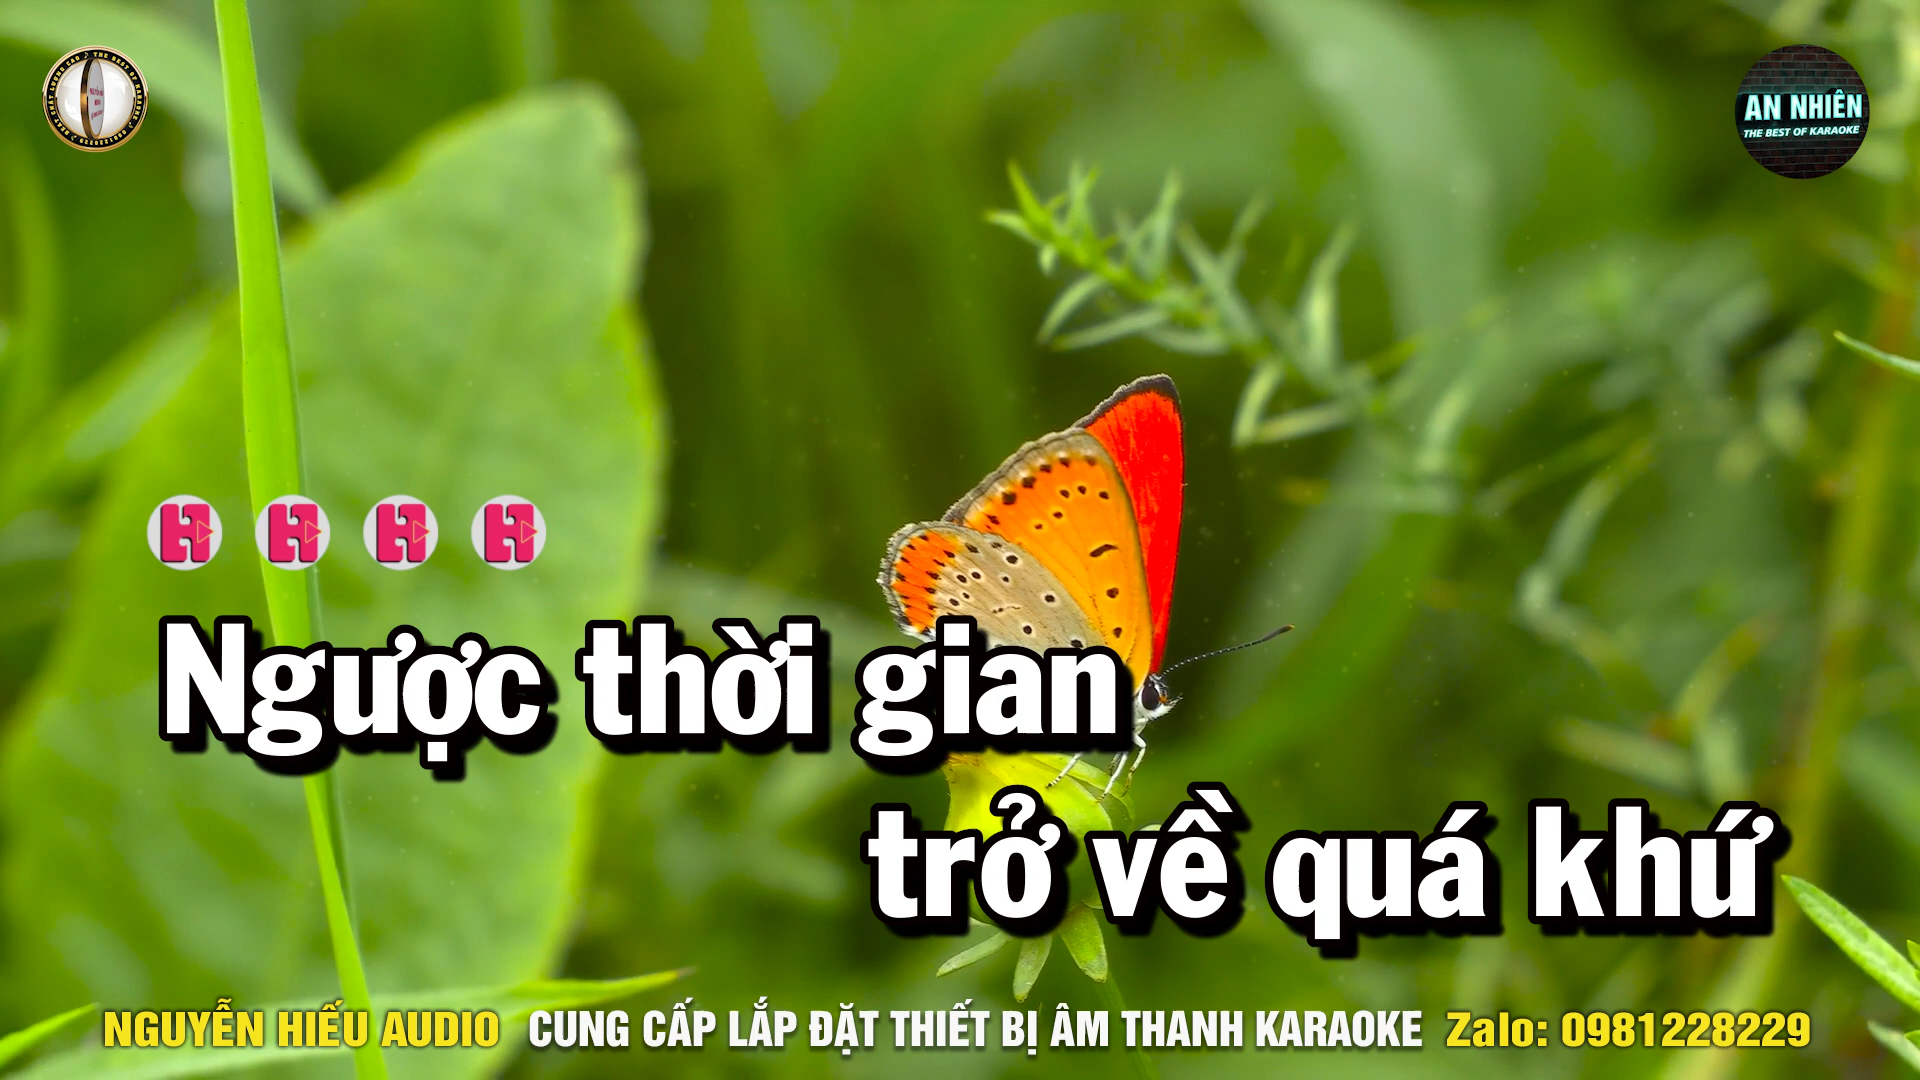 AN NHIÊN
THE BEST OF KARAOKE
Ngược thời gian
trở về quá khứ
NGUYỄN HIẾU AUDIO CUNG CẤP LẮP ĐẶT THIẾT BỊ ÂM THANH KARAOKE Zalo: 0981228229